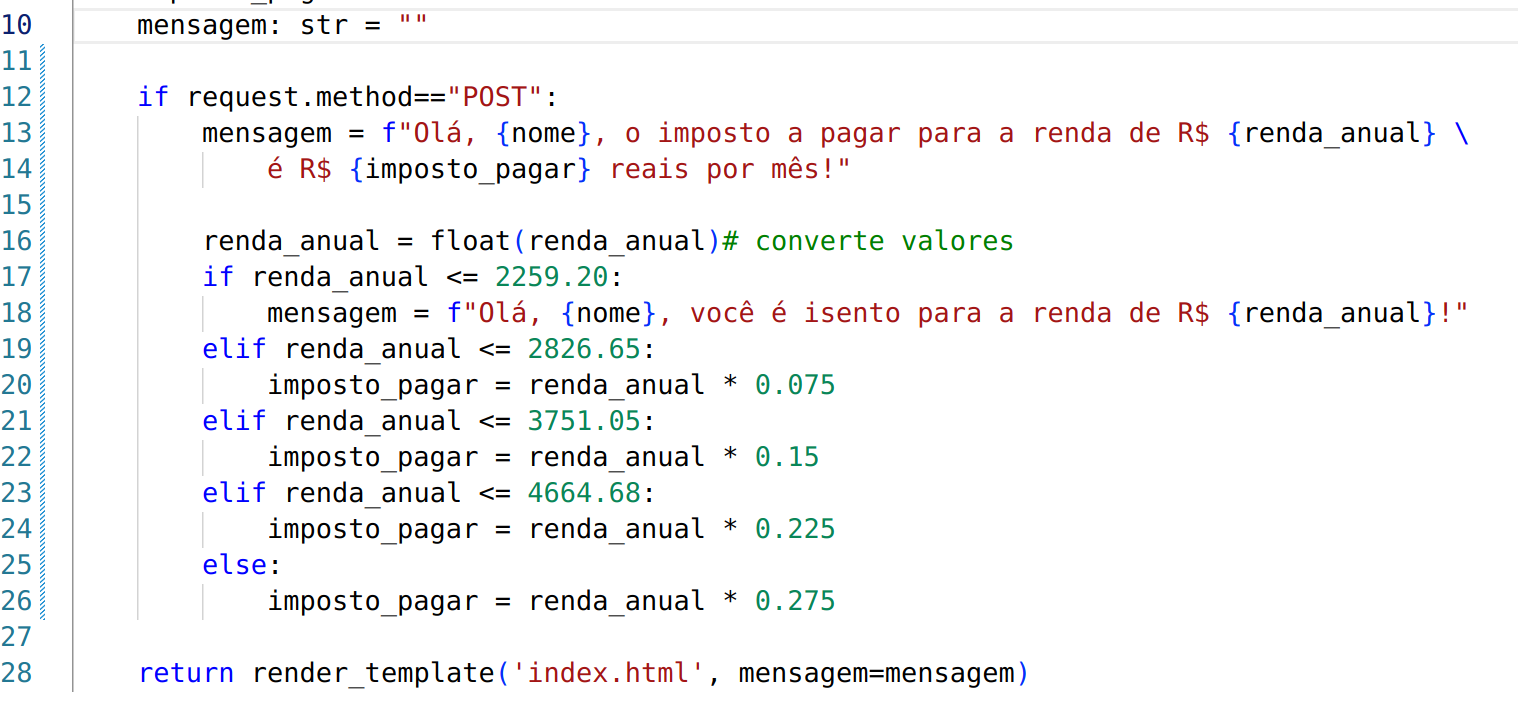 10 mensagem: str = ""
11
12 if request.method=="POST":
13 mensagem = f"Olá, {nome}, o imposto a pagar para a renda de R$ {renda_anual} \
14 é R$ {imposto_pagar} reais por mês!"
15
16 renda_anual = float(renda_anual)# converte valores
17 if renda_anual <= 2259.20:
18 mensagem = f"Olá, {nome}, você é isento para a renda de R$ {renda_anual}!"
19 elif renda_anual <= 2826.65:
20 imposto_pagar = renda_anual * 0.075
21 elif renda_anual <= 3751.05:
22 imposto_pagar = renda_anual * 0.15
23 elif renda_anual <= 4664.68:
24 imposto_pagar = renda_anual * 0.225
25 else:
26 imposto_pagar = renda_anual * 0.275
27
28 return render_template('index.html', mensagem=mensagem)